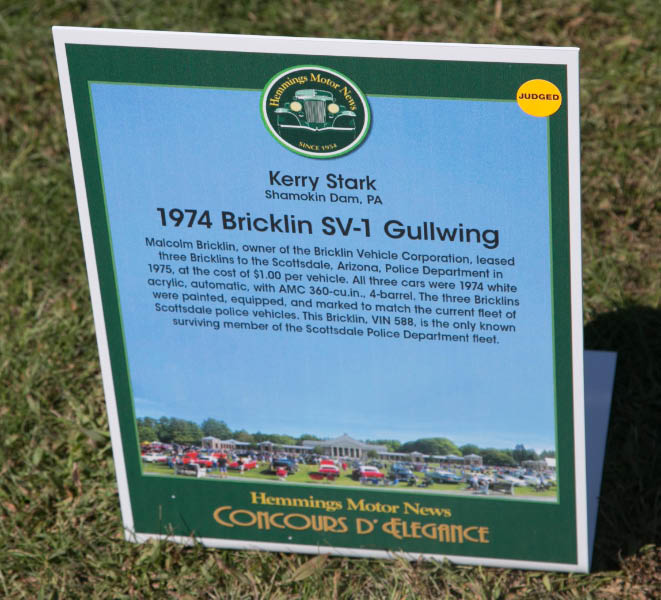 Hemmings Motor News
SINCE 1954
JUDGED
Kerry Stark
Shamokin Dam, PA
1974 Bricklin SV-1 Gullwing
Malcolm Bricklin, owner of the Bricklin Vehicle Corporation, leased
three Bricklins to the Scottsdale, Arizona, Police Department in
1975, at the cost of $1.00 per vehicle. All three cars were 1974 white
acrylic, automatic, with AMC 360-cu.in., 4-barrel. The three Bricklins
were painted, equipped, and marked to match the current fleet of
Scottsdale police vehicles. This Bricklin, VIN 588, is the only known
surviving member of the Scottsdale Police Department fleet.
Hemmings Motor News
CONCOURS D' ELEGANCE